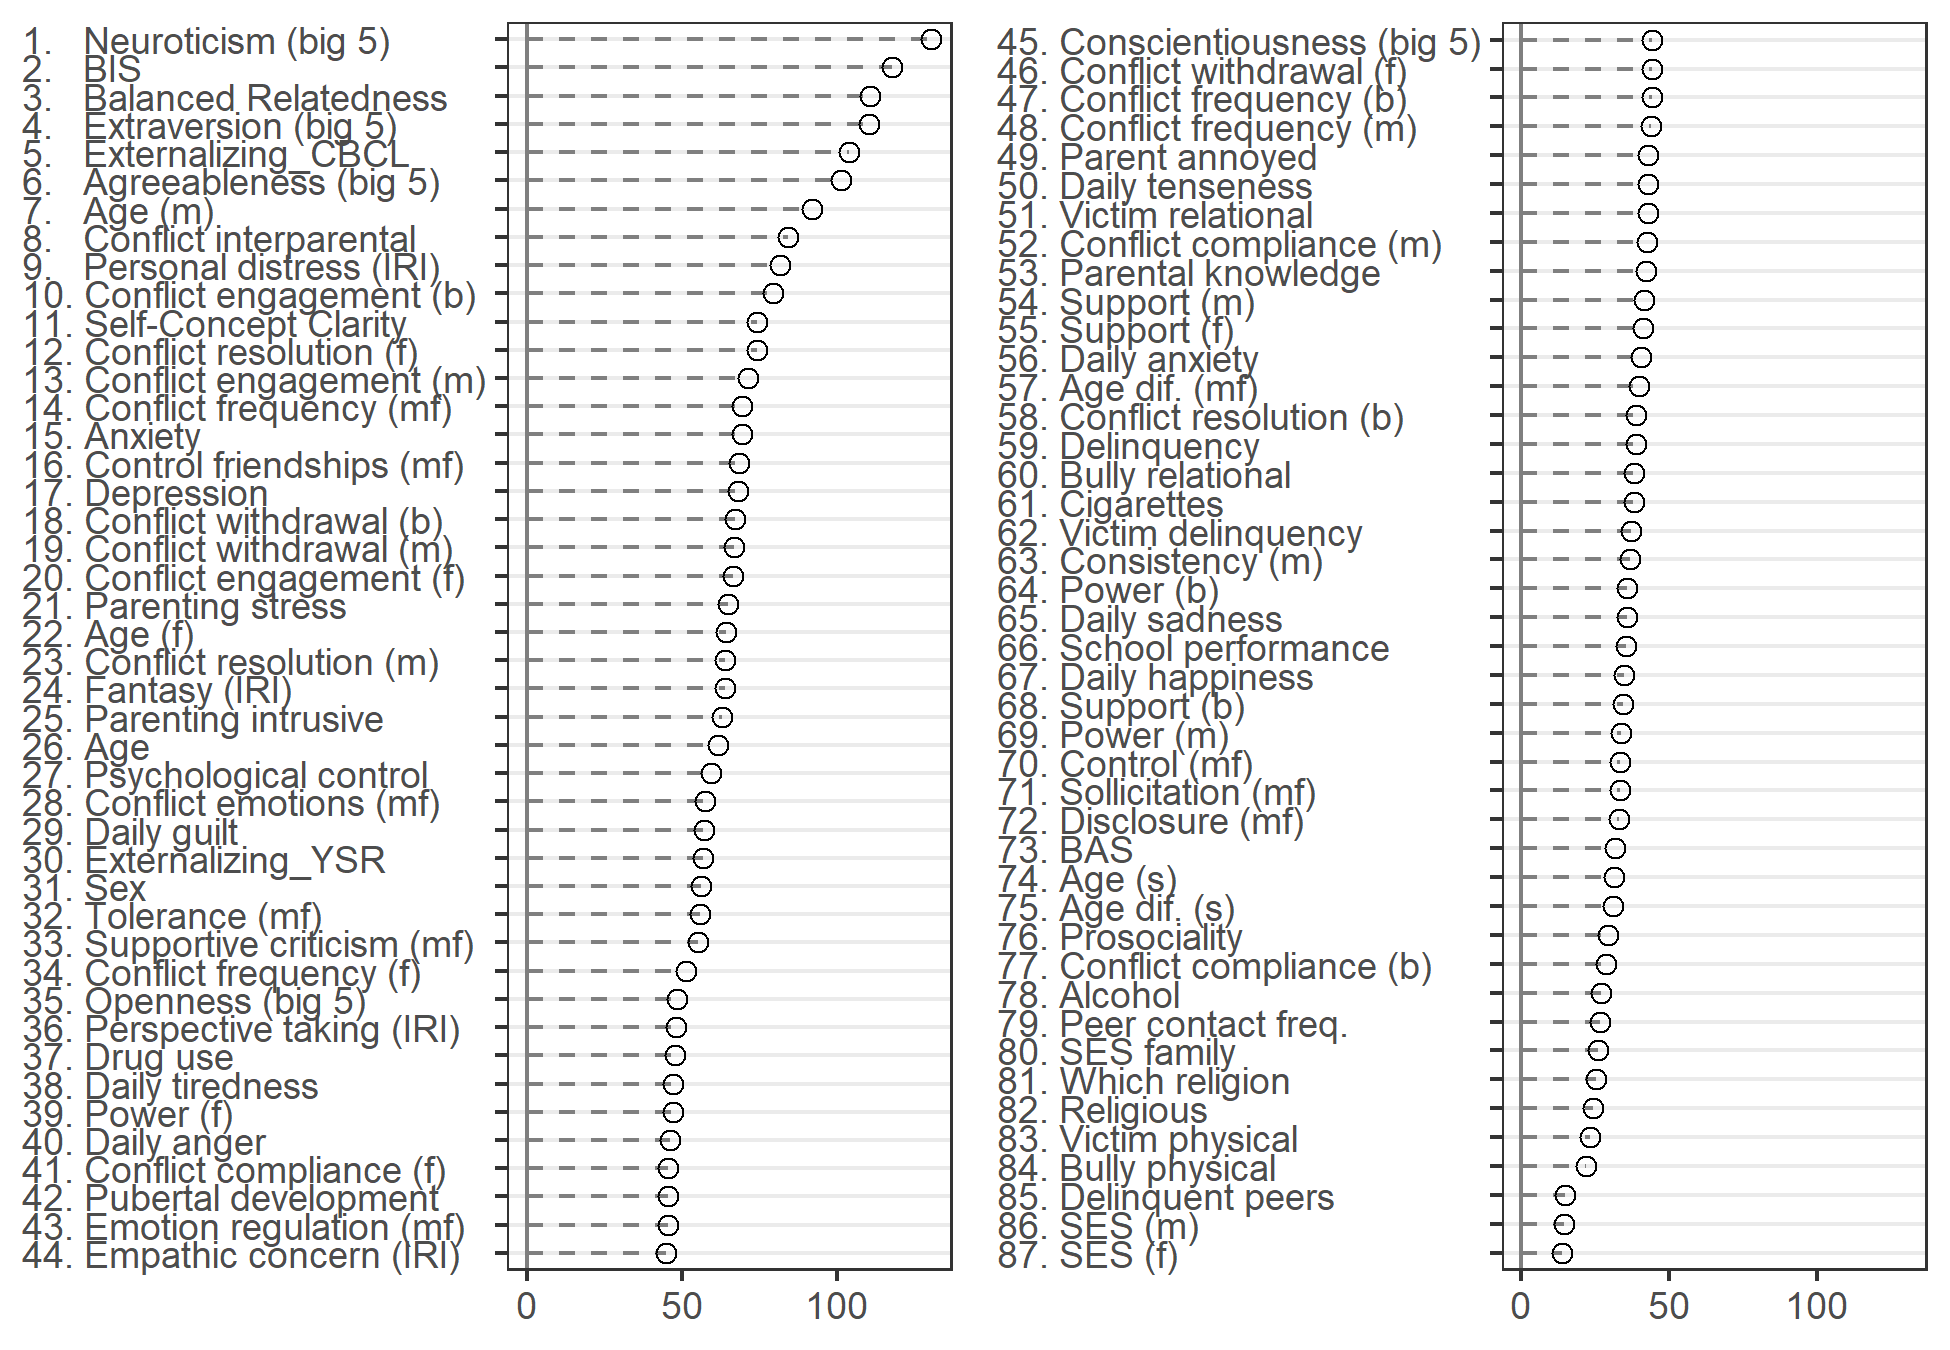 1. Neuroticism (big 5)
2. BIS
3. Balanced Relatedness
4. Extraversion (big 5)
5. Externalizing_CBCL
6. Agreeableness (big 5)
7. Age (m)
8. Conflict interparental
9. Personal distress (IRI)
10. Conflict engagement (b)
11. Self-Concept Clarity
12. Conflict resolution (f)
13. Conflict engagement (m)
14. Conflict frequency (mf)
15. Anxiety
16. Control friendships (mf)
17. Depression
18. Conflict withdrawal (b)
19. Conflict withdrawal (m)
20. Conflict engagement (f)
21. Parenting stress
22. Age (f)
23. Conflict resolution (m)
24. Fantasy (IRI)
25. Parenting intrusive
26. Age
27. Psychological control
28. Conflict emotions (mf)
29. Daily guilt
30. Externalizing_YSR
31. Sex
32. Tolerance (mf)
33. Supportive criticism (mf)
34. Conflict frequency (f)
35. Openness (big 5)
36. Perspective taking (IRI)
37. Drug use
38. Daily tiredness
39. Power (f)
40. Daily anger
41. Conflict compliance (f)
42. Pubertal development
43. Emotion regulation (mf)
44. Empathic concern (IRI)
0 50 100
45. Conscientiousness (big 5)
46. Conflict withdrawal (f)
47. Conflict frequency (b)
48. Conflict frequency (m)
49. Parent annoyed
50. Daily tenseness
51. Victim relational
52. Conflict compliance (m)
53. Parental knowledge
54. Support (m)
55. Support (f)
56. Daily anxiety
57. Age dif. (mf)
58. Conflict resolution (b)
59. Delinquency
60. Bully relational
61. Cigarettes
62. Victim delinquency
63. Consistency (m)
64. Power (b)
65. Daily sadness
66. School performance
67. Daily happiness
68. Support (b)
69. Power (m)
70. Control (mf)
71. Sollicitation (mf)
72. Disclosure (mf)
73. BAS
74. Age (s)
75. Age dif. (s)
76. Prosociality
77. Conflict compliance (b)
78. Alcohol
79. Peer contact freq.
80. SES family
81. Which religion
82. Religious
83. Victim physical
84. Bully physical
85. Delinquent peers
86. SES (m)
87. SES (f)
0 50 100